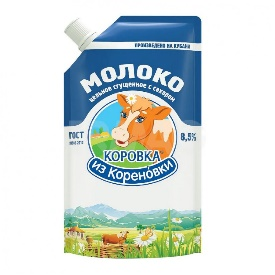 ПРОИЗВЕДЕНО НА КУБАНИ
МОЛОКО
цельное сгущенное с сахаром
ГОСТ
8,5%
КОРОВКА
из Кореновки